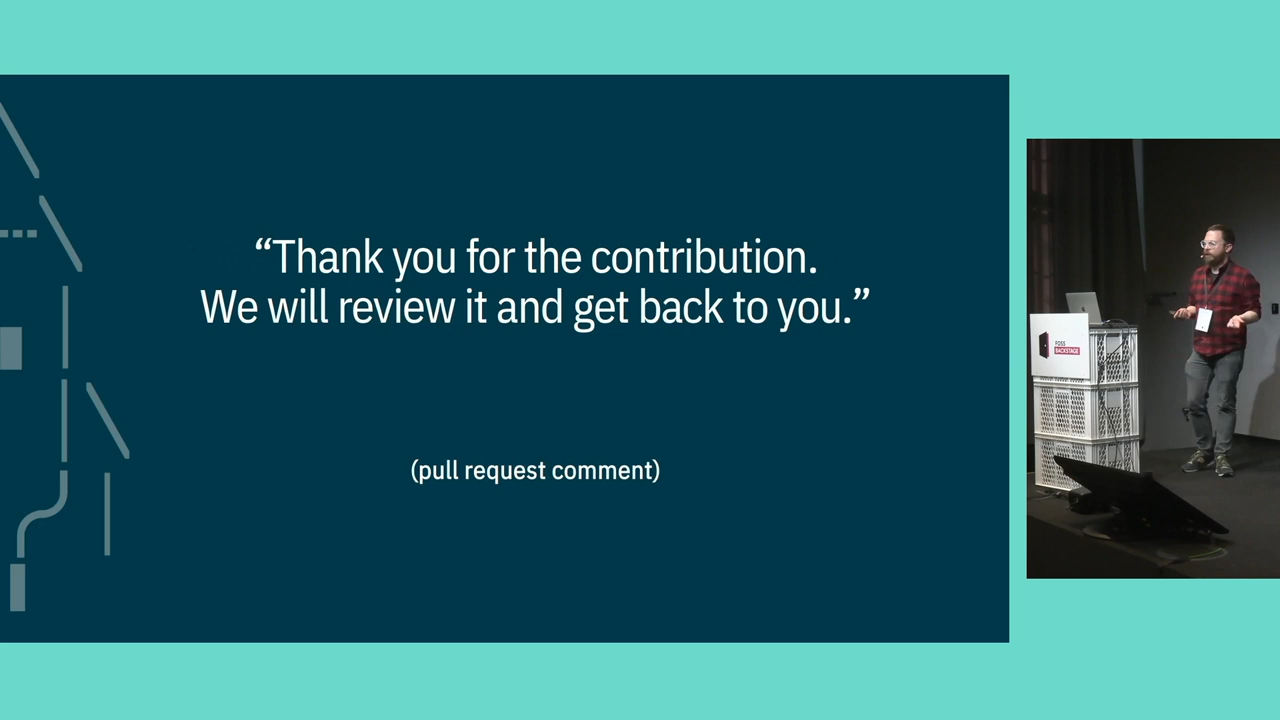 “Thank you for the contribution.
We will review it and get back to you.”
(pull request comment)
FOSS
BACKSTAGE